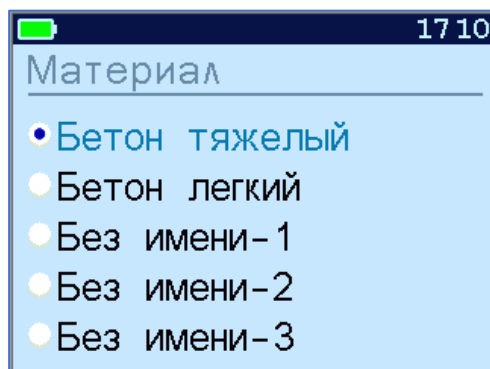 17 10
Материал
Бетон тяжелый
Бетон легкий
Без имени-1
Без имени-2
Без имени-3